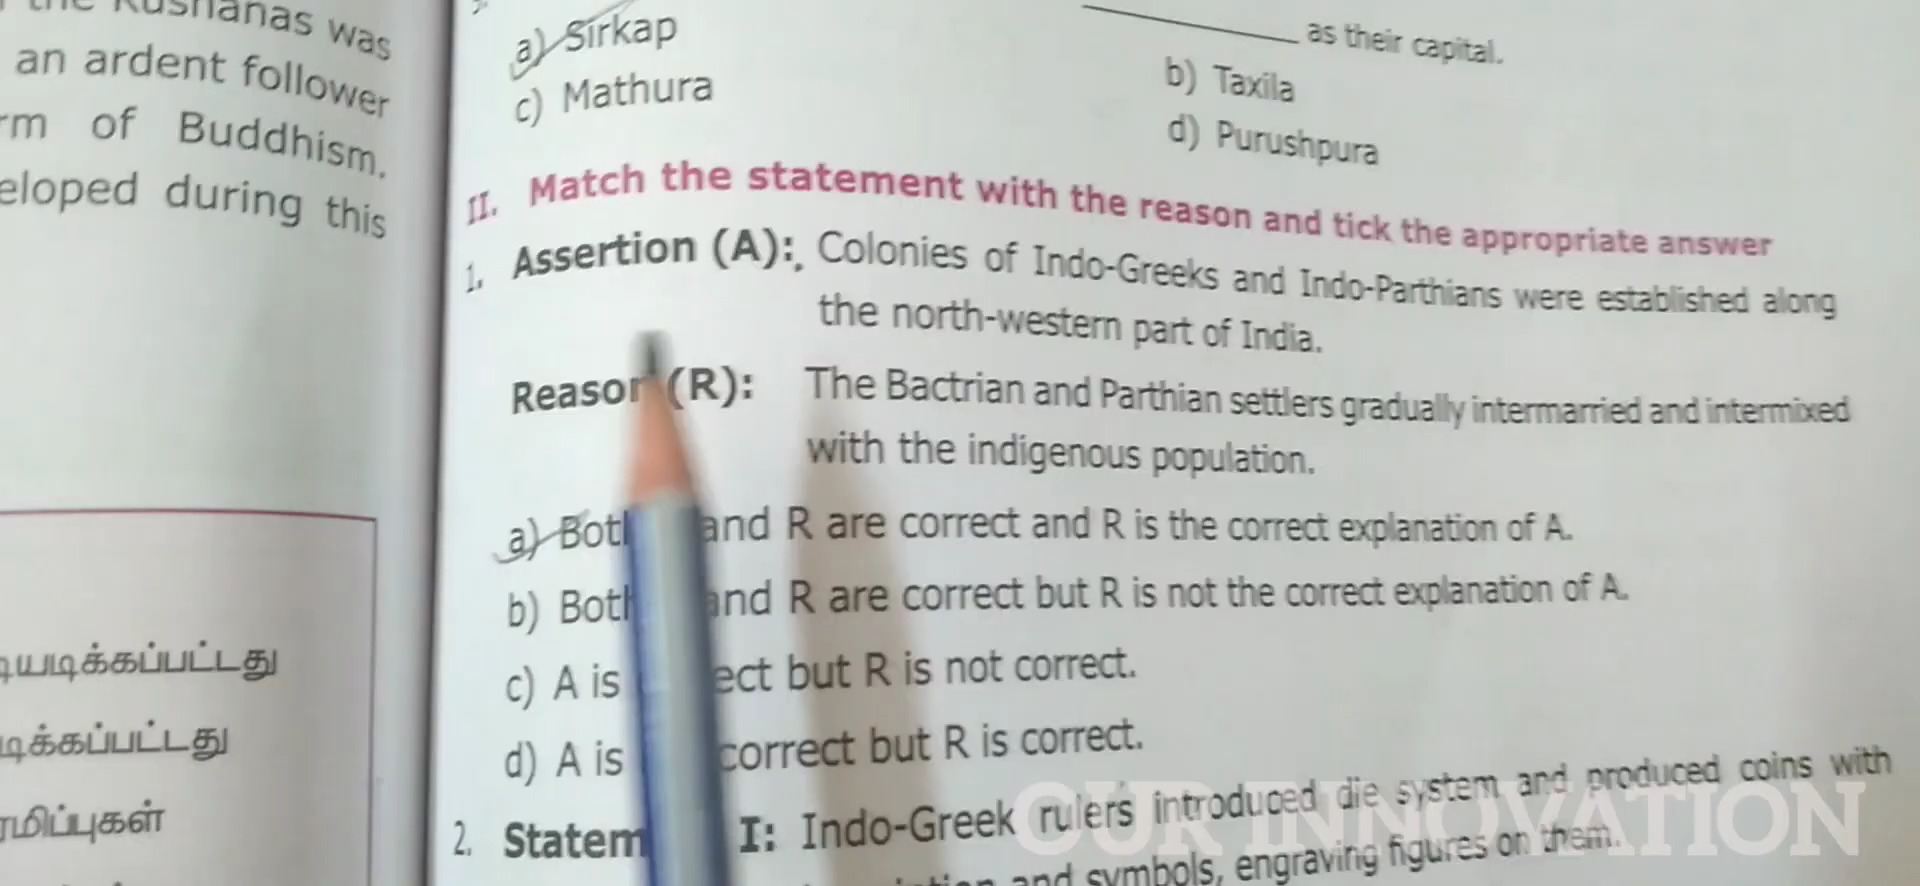 the Kushanas was
an ardent follower
of Buddhism.
eloped during this
as their capital.
a) Sirkap
b) Taxila
c) Mathura
d) Purushpura
II. Match the statement with the reason and tick the appropriate answer
1. Assertion (A): Colonies of Indo-Greeks and Indo-Parthians were established along
the north-western part of India.
Reason (R): The Bactrian and Parthian settlers gradually intermarried and intermixed
with the indigenous population.
a) Both and R are correct and R is the correct explanation of A.
b) Both and R are correct but R is not the correct explanation of A.
c) A is ect but R is not correct.
d) A is correct but R is correct.
2. Statem I: Indo-Greek rulers introduced die system and produced coins with
and symbols, engraving figures on them.
டிக்கப்பட்டது
OUR INNOVATION